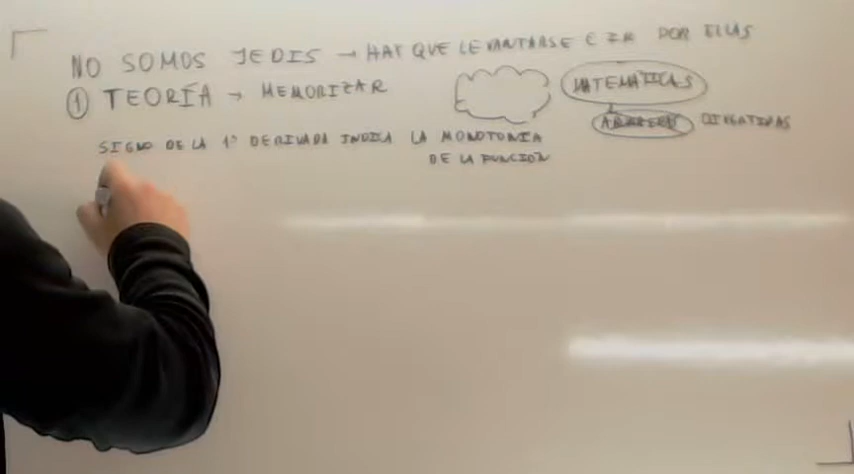 NO SOMOS JEDIS → HAY QUE LEVANTARSE E IR POR ELLAS
① TEORÍA → MEMORIZAR
MATEMÁTICAS
DIVERTIDAS
SIGNO DE LA 1ª DERIVADA INDICA LA MONOTONIA
DE LA FUNCIÓN